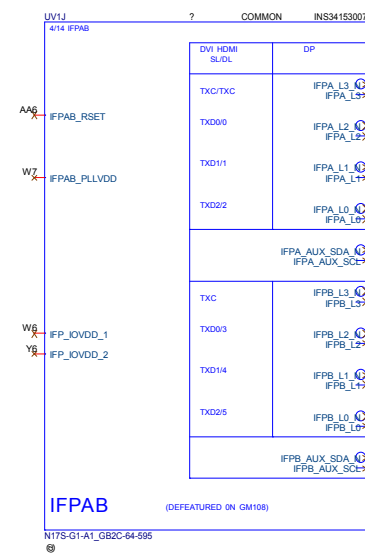 UV1J ? COMMON INS34153007
4/14 IFPAB
DVI HDMI DP
SL/DL
TXC/TXC IFPA_L3_N
IFPA_L3
AA6 IFPAB_RSET
TXD0/0 IFPA_L2_N
IFPA_L2
TXD1/1 IFPA_L1_N
IFPA_L1
W7 IFPAB_PLLVDD
TXD2/2 IFPA_L0_N
IFPA_L0
IFPA_AUX_SDA_N
IFPA_AUX_SCL
TXC IFPB_L3_N
IFPB_L3
W6 IFP_IOVDD_1
TXD0/3 IFPB_L2_N
IFPB_L2
Y6 IFP_IOVDD_2
TXD1/4 IFPB_L1_N
IFPB_L1
TXD2/5 IFPB_L0_N
IFPB_L0
IFPB_AUX_SDA_N
IFPB_AUX_SCL
IFPAB (DEFEATURED 0N GM108)
N17S-G1-A1_GB2C-64-595
@